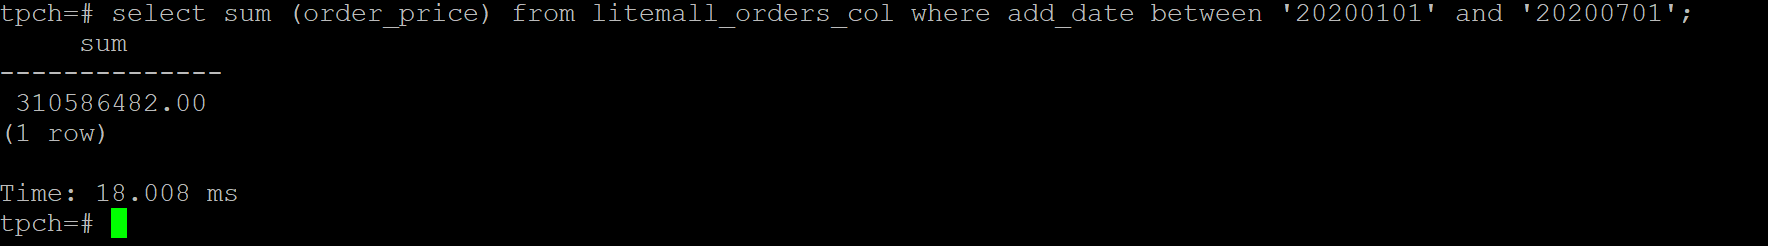 tpch=# select sum (order_price) from litemall_orders_col where add_date between '20200101' and '20200701';
     sum
--------------
 310586482.00
(1 row)

Time: 18.008 ms
tpch=#